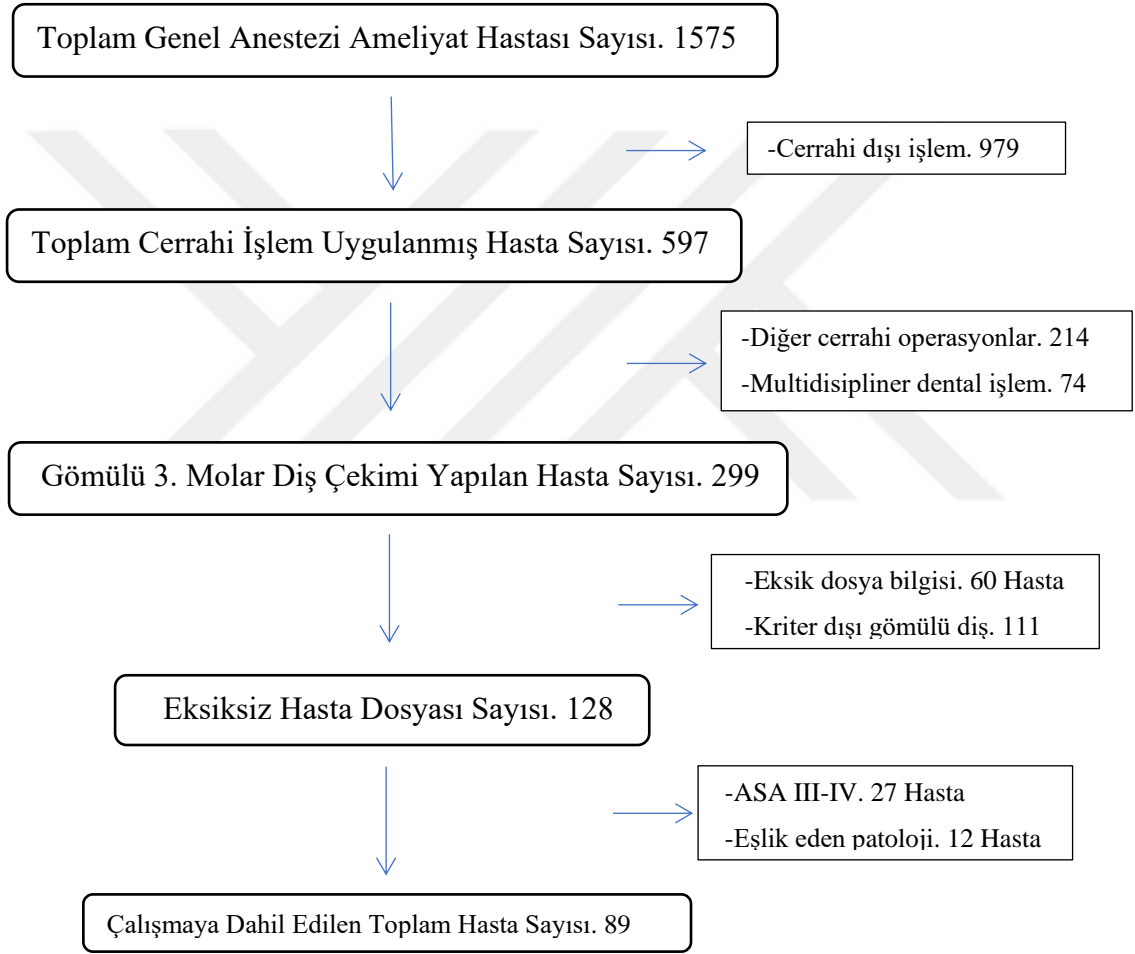 Toplam Genel Anestezi Ameliyat Hastası Sayısı. 1575
-Cerrahi dışı işlem. 979
Toplam Cerrahi İşlem Uygulanmış Hasta Sayısı. 597
-Diğer cerrahi operasyonlar. 214
-Multidisipliner dental işlem. 74
Gömülü 3. Molar Diş Çekimi Yapılan Hasta Sayısı. 299
-Eksik dosya bilgisi. 60 Hasta
-Kriter dışı gömülü diş. 111
Eksiksiz Hasta Dosyası Sayısı. 128
-ASA III-IV. 27 Hasta
-Eşlik eden patoloji. 12 Hasta
Çalışmaya Dahil Edilen Toplam Hasta Sayısı. 89